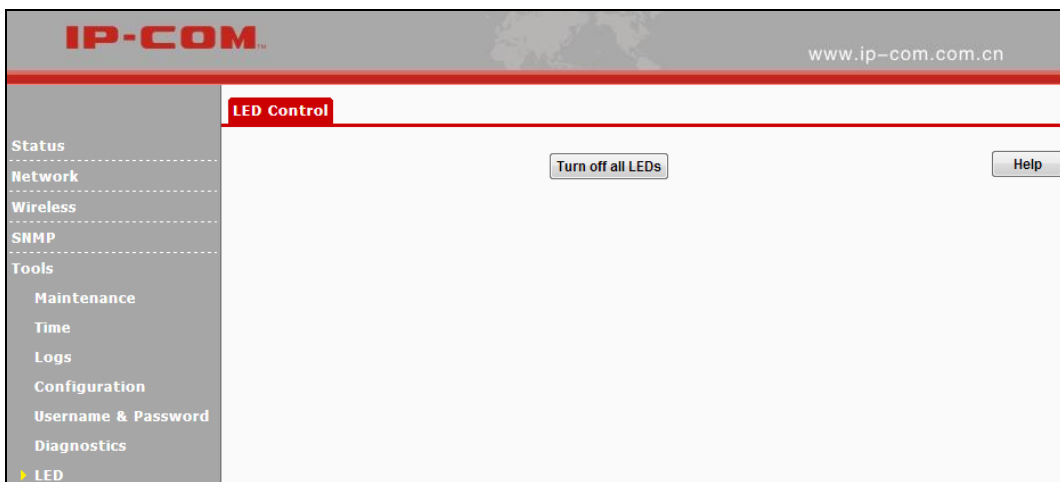 IP-COM™
www.ip-com.com.cn
LED Control
Turn off all LEDs
Help
Status
Network
Wireless
SNMP
Tools
Maintenance
Time
Logs
Configuration
Username & Password
Diagnostics
LED